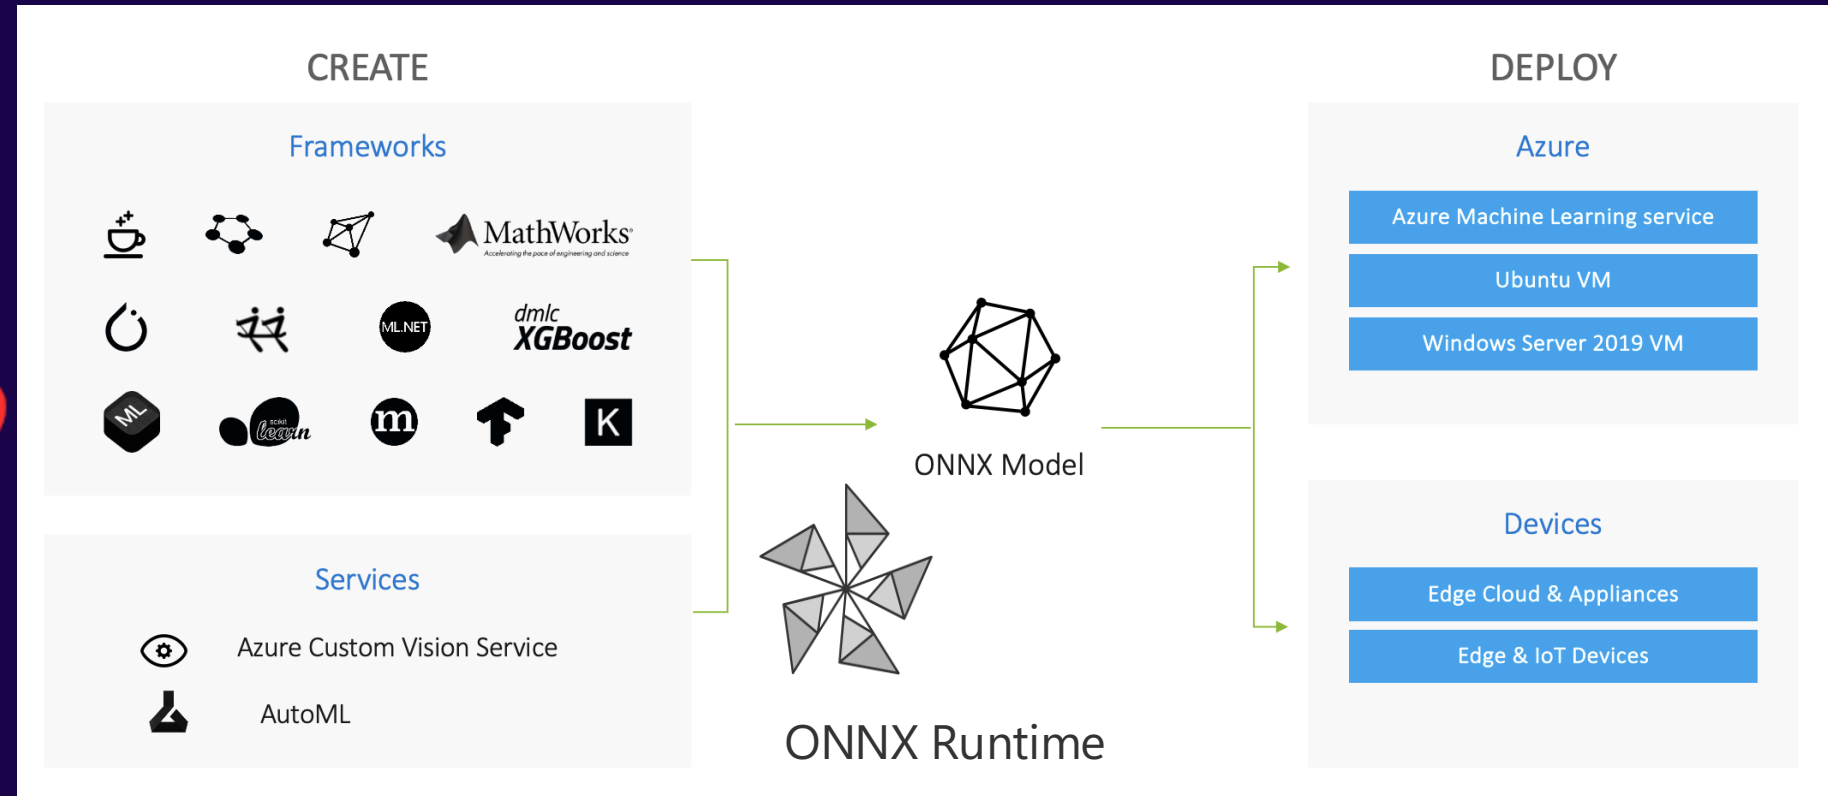 CREATE
Frameworks
++
MathWorks®
Accelerating the pace of engineering and science
ML.NET
dmlc
XGBoost
ML
scikit
learn
m
K
Services
Azure Custom Vision Service
AutoML
ONNX Model
ONNX Runtime
DEPLOY
Azure
Azure Machine Learning service
Ubuntu VM
Windows Server 2019 VM
Devices
Edge Cloud & Appliances
Edge & IoT Devices